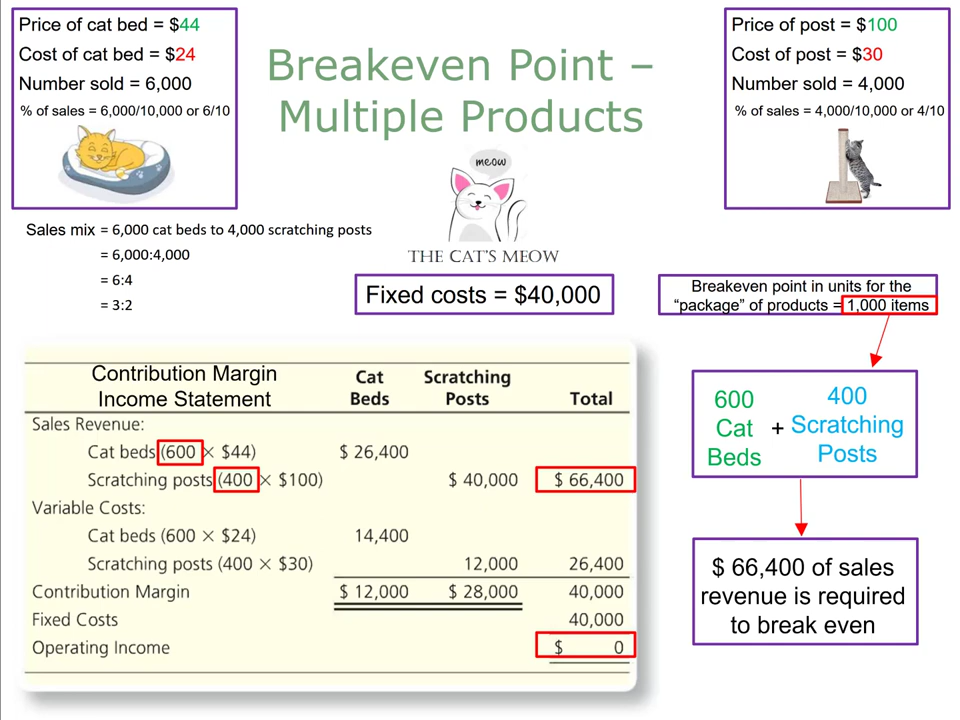 Price of cat bed = $44
Cost of cat bed = $24
Number sold = 6,000
% of sales = 6,000/10,000 or 6/10
Breakeven Point –
Multiple Products
Price of post = $100
Cost of post = $30
Number sold = 4,000
% of sales = 4,000/10,000 or 4/10
meow
THE CAT'S MEOW
Sales mix = 6,000 cat beds to 4,000 scratching posts
= 6,000:4,000
= 6:4
= 3:2
Fixed costs = $40,000
Breakeven point in units for the
“package” of products = 1,000 items
600
Cat
Beds
+
400
Scratching
Posts
$ 66,400 of sales
revenue is required
to break even
Contribution Margin
Income Statement
Cat
Beds
Scratching
Posts
Total
Sales Revenue:
Cat beds (600 × $44) $ 26,400
Scratching posts (400 × $100) $ 40,000 $ 66,400
Variable Costs:
Cat beds (600 × $24) 14,400
Scratching posts (400 × $30) 12,000 26,400
Contribution Margin $ 12,000 $ 28,000 40,000
Fixed Costs 40,000
Operating Income $ 0